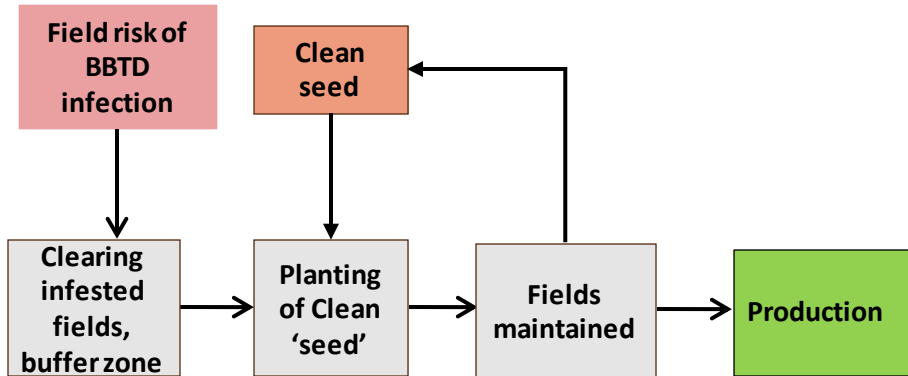 Field risk of
BBTD
infection
Clean
seed
Clearing
infested
fields,
buffer zone
Planting
of Clean
‘seed’
Fields
maintained
Production